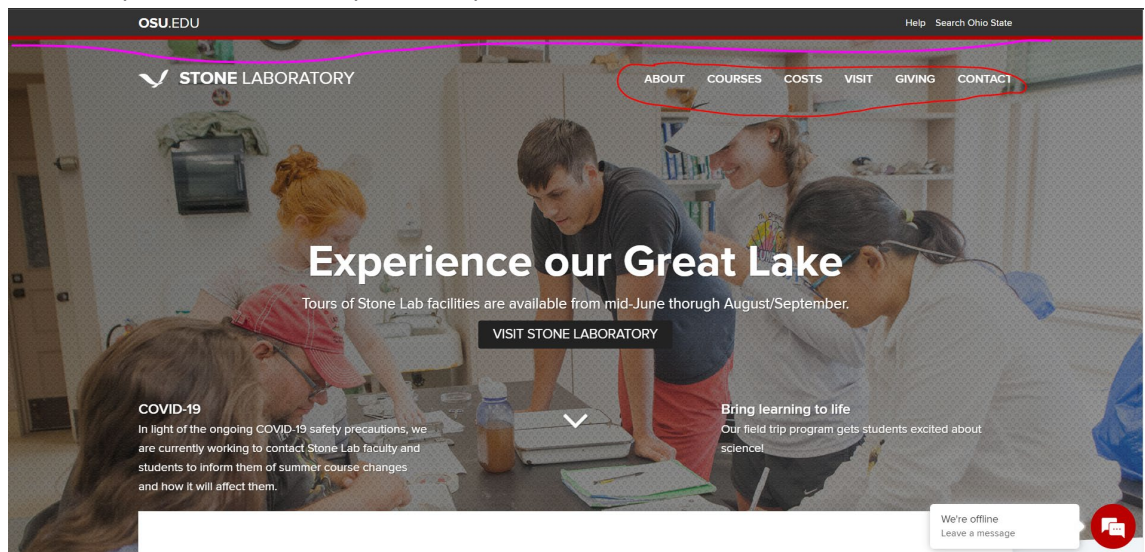 OSU.EDU
Help Search Ohio State
STONE LABORATORY
ABOUT COURSES COSTS VISIT GIVING CONTACT
Experience our Great Lake
Tours of Stone Lab facilities are available from mid-June thorugh August/September.
VISIT STONE LABORATORY
COVID-19
In light of the ongoing COVID-19 safety precautions, we
are currently working to contact Stone Lab faculty and
students to inform them of summer course changes
and how it will affect them.
Bring learning to life
Our field trip program gets students excited about
science!
We're offline
Leave a message